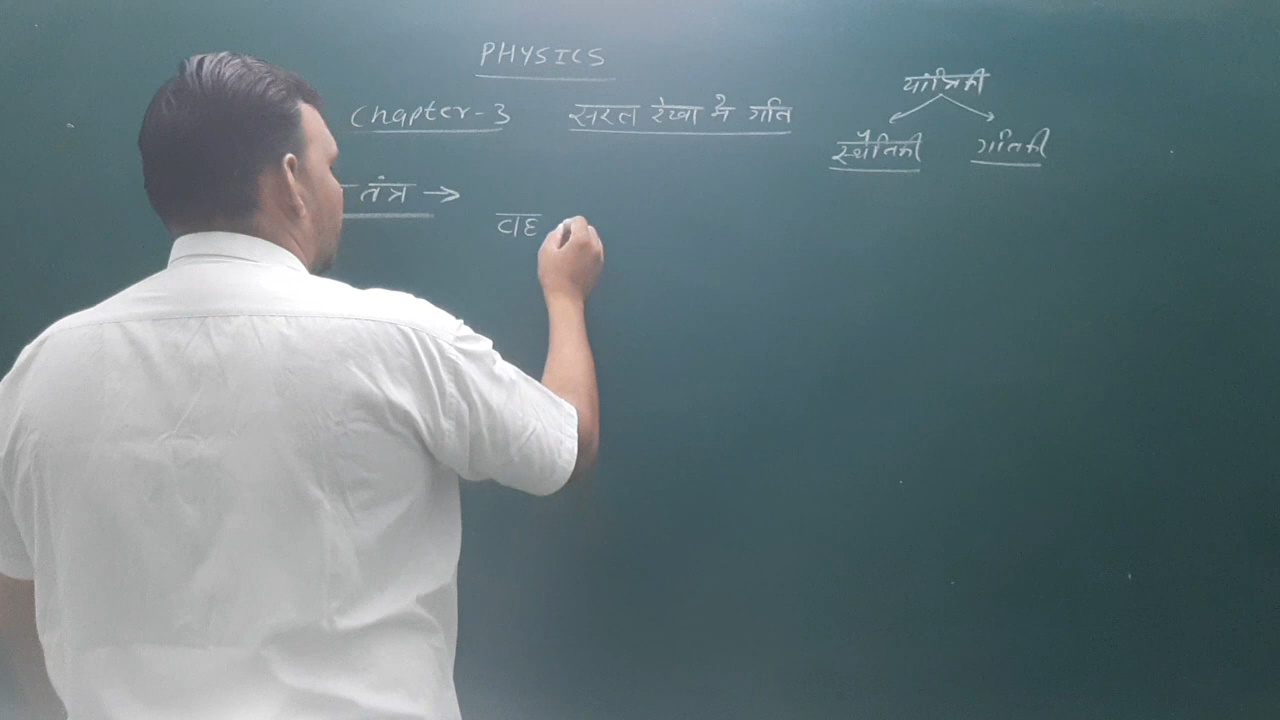 PHYSICS
Chapter-3 सरल रेखा मे गति
यांत्रिकी
स्थैतिकी गतिकी
तंत्र →
वह